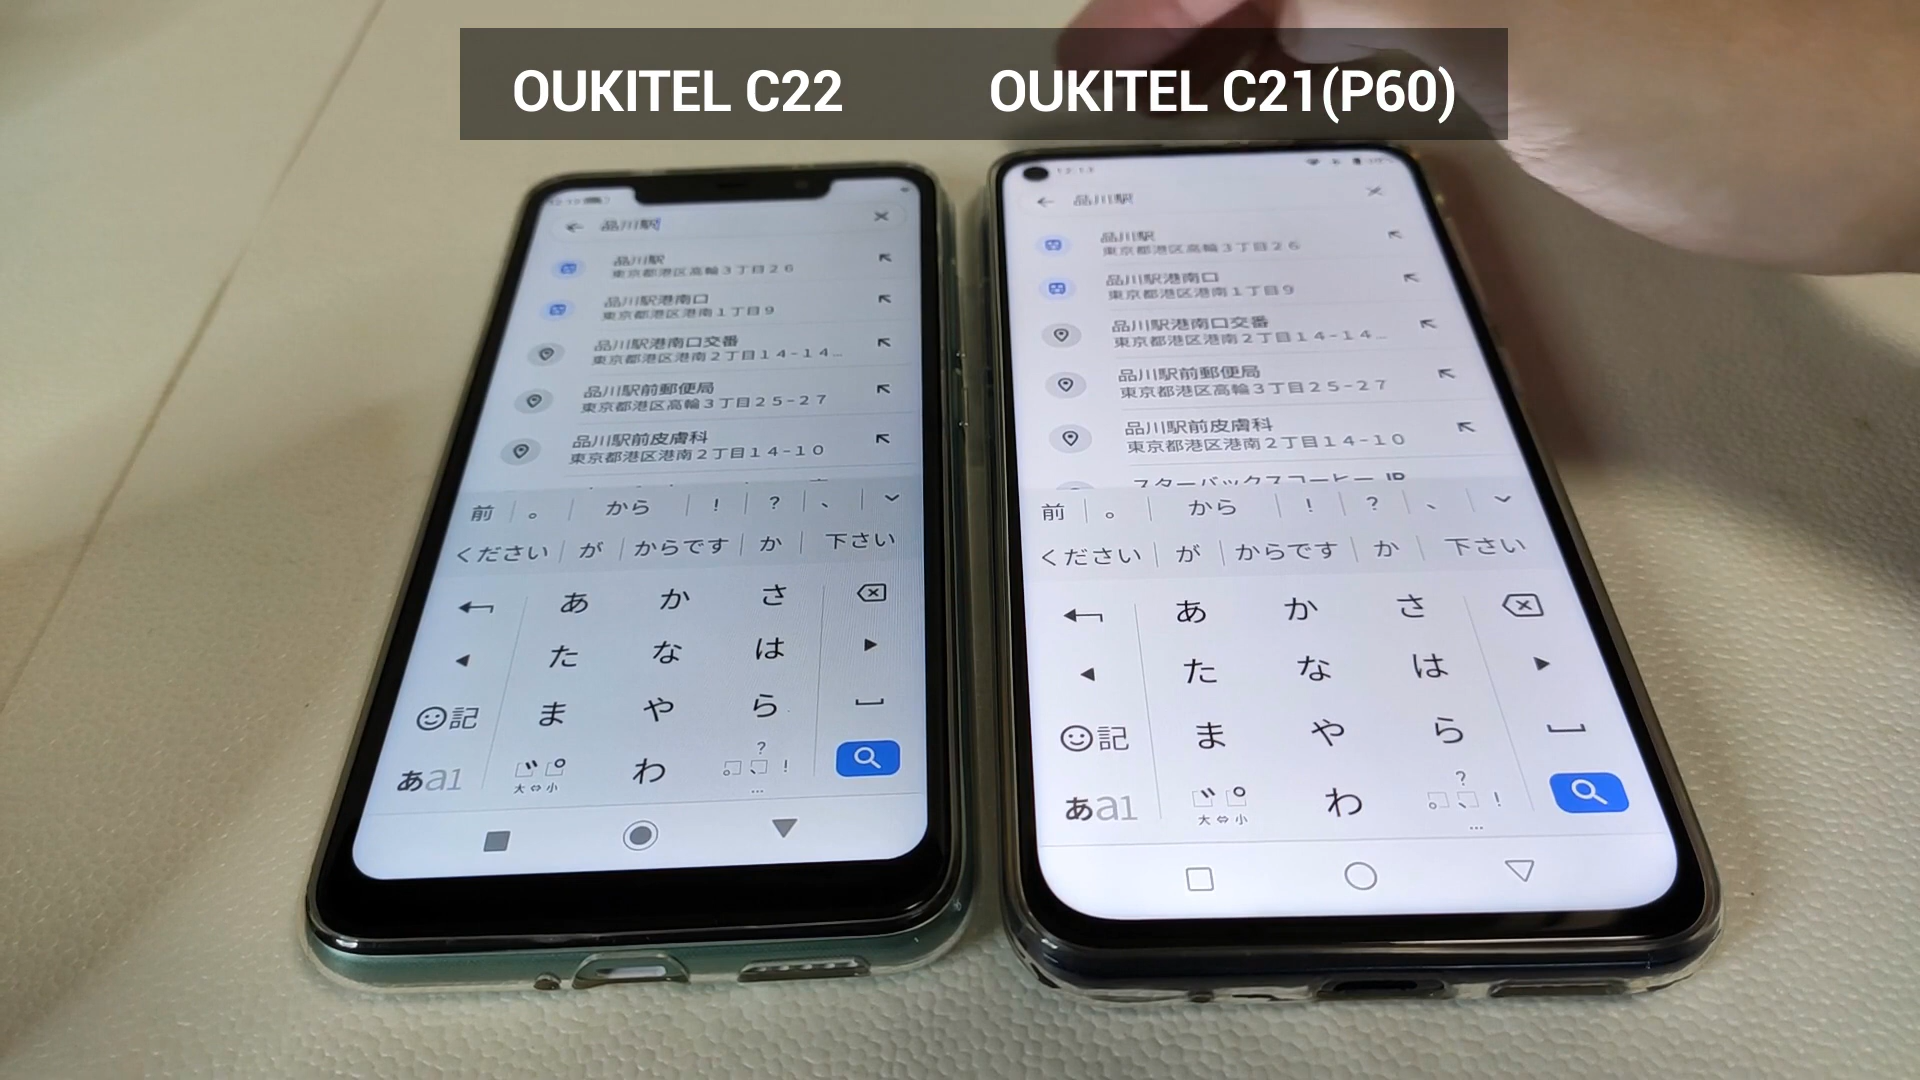 OUKITEL C22
OUKITEL C21(P60)
品川駅
品川駅
東京都港区高輪３丁目２６
品川駅港南口
東京都港区港南１丁目９
品川駅港南口交番
東京都港区港南２丁目１４−１４...
品川駅前郵便局
東京都港区高輪３丁目２５−２７
品川駅前皮膚科
東京都港区港南２丁目１４−１０
前 。 から ! ? 、
ください が からです か 下さい
あ か さ
た な は
記 ま や ら
あa1 大⇔小 わ 。、?!…
品川駅
品川駅
東京都港区高輪３丁目２６
品川駅港南口
東京都港区港南１丁目９
品川駅港南口交番
東京都港区港南２丁目１４−１４...
品川駅前郵便局
東京都港区高輪３丁目２５−２７
品川駅前皮膚科
東京都港区港南２丁目１４−１０
スターバックスコーヒー JR
前 。 から ! ? 、
ください が からです か 下さい
あ か さ
た な は
記 ま や ら
あa1 大⇔小 わ 。、?!…